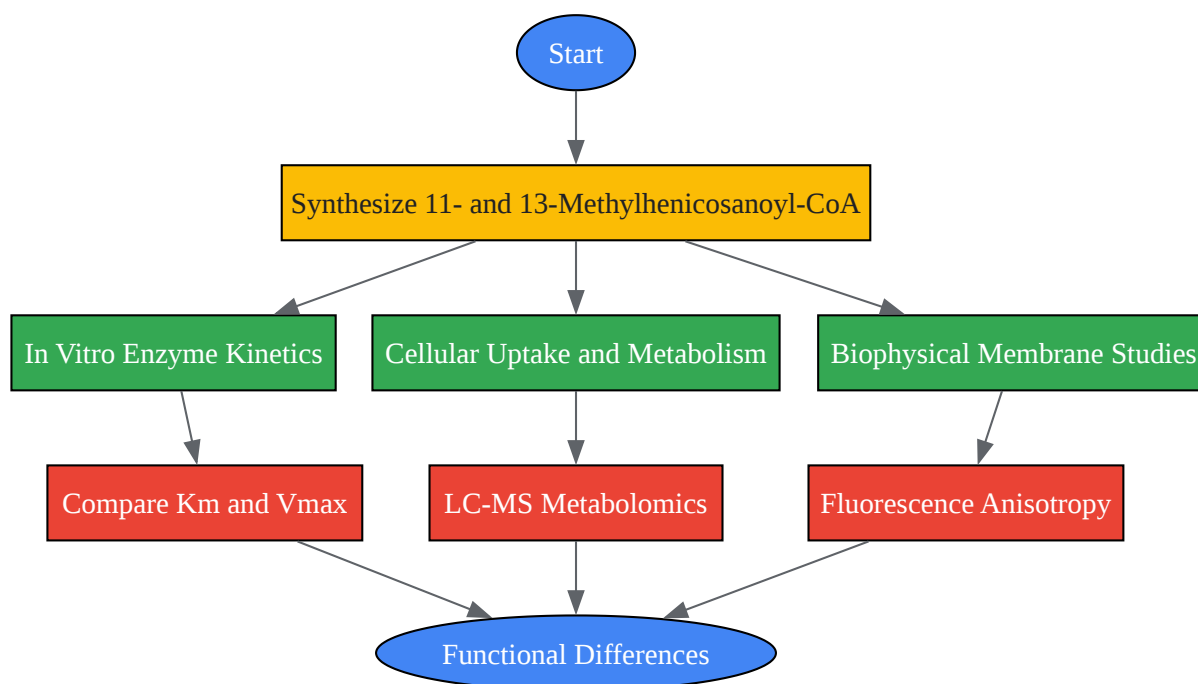 Start
Synthesize 11- and 13-Methylhenicosanoyl-CoA
In Vitro Enzyme Kinetics
Cellular Uptake and Metabolism
Biophysical Membrane Studies
Compare Km and Vmax
LC-MS Metabolomics
Fluorescence Anisotropy
Functional Differences